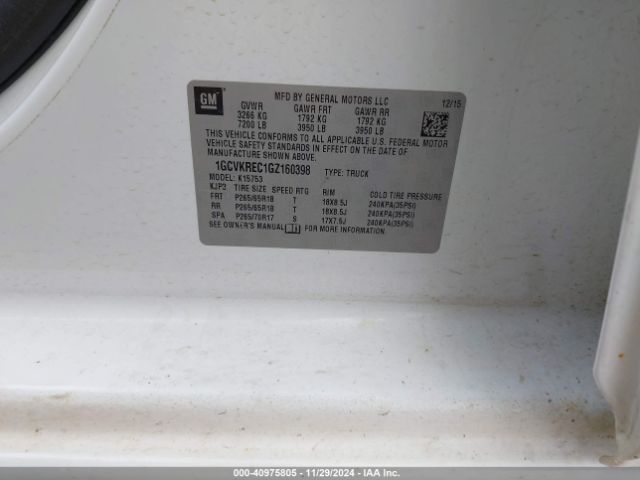 GM
MFD BY GENERAL MOTORS LLC 12/15
GVWR GAWR FRT GAWR RR
3266 KG 1792 KG 1792 KG
7200 LB 3950 LB 3950 LB
THIS VEHICLE CONFORMS TO ALL APPLICABLE U.S. FEDERAL MOTOR
VEHICLE SAFETY STANDARDS IN EFFECT ON THE DATE OF
MANUFACTURE SHOWN ABOVE.
1GCVKREC1GZ160398 TYPE: TRUCK
MODEL: K15753
KJP3 TIRE SIZE SPEED RTG RIM COLD TIRE PRESSURE
FRT P265/65R18 T 18X8.5J 240KPA(35PSI)
RR P265/65R18 T 18X8.5J 240KPA(35PSI)
SPA P265/70R17 S 17X7.5J 240KPA(35PSI)
SEE OWNER'S MANUAL FOR MORE INFORMATION
000-40975805 - 11/29/2024 - IAA Inc.